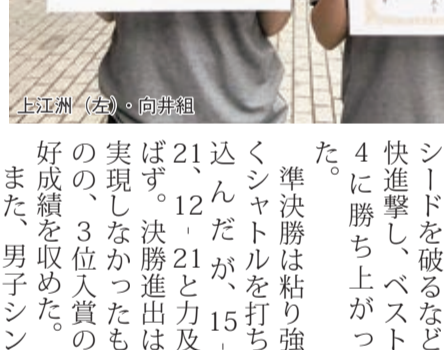 上江洲（左）・向井組
シードを破るなど
快進撃し、ベスト
4に勝ち上がっ
た。
準決勝は粘り強
くシャトルを打ち
込んだが、15-
21、12-21と力及
ばず。決勝進出は
実現しなかったも
のの、3位入賞の
好成績を収めた。
また、男子シン